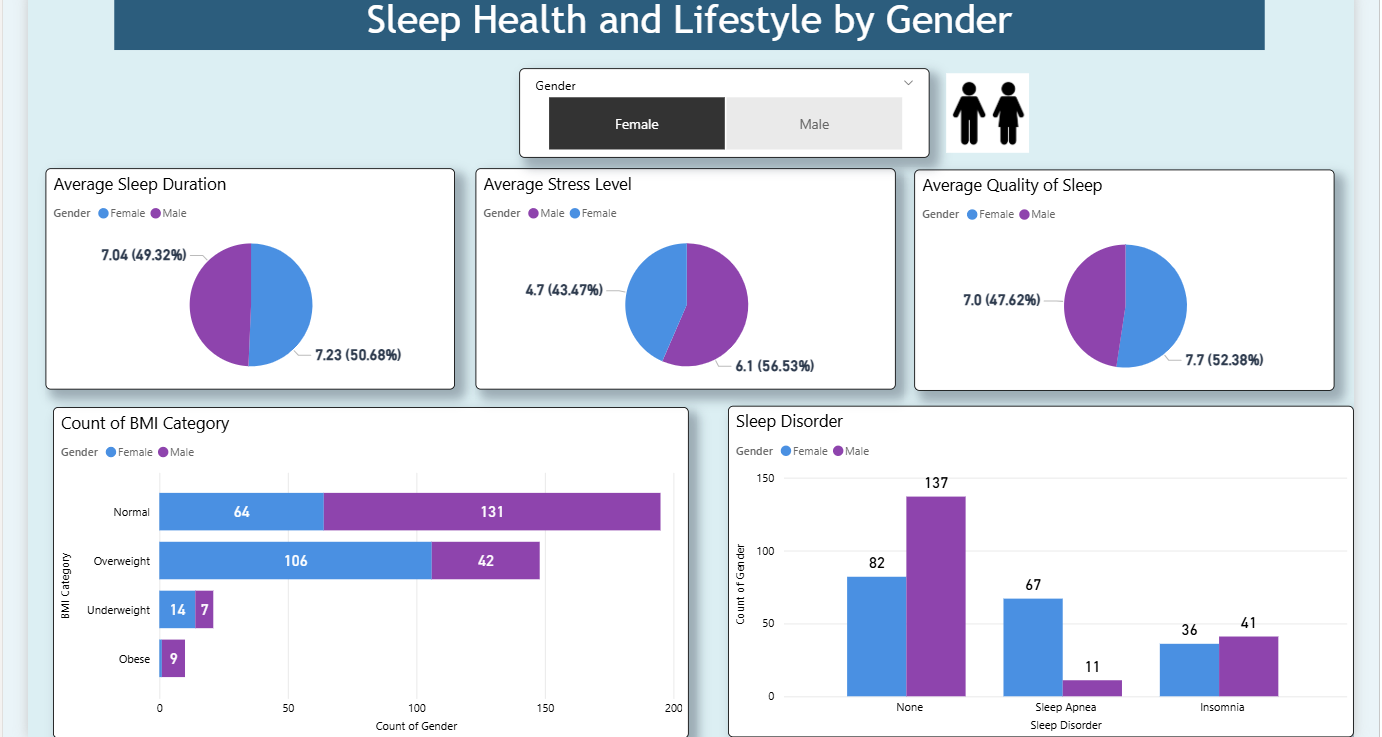 Sleep Health and Lifestyle by Gender
Gender
Female Male
Average Sleep Duration
Gender Female Male
7.04 (49.32%)
7.23 (50.68%)
Average Stress Level
Gender Male Female
4.7 (43.47%)
6.1 (56.53%)
Average Quality of Sleep
Gender Female Male
7.0 (47.62%)
7.7 (52.38%)
Count of BMI Category
Gender Female Male
BMI Category
Normal 64 131
Overweight 106 42
Underweight 14 7
Obese 9
0 50 100 150 200
Count of Gender
Sleep Disorder
Gender Female Male
Count of Gender
150
100
50
0
82 137
67 11
36 41
None Sleep Apnea Insomnia
Sleep Disorder